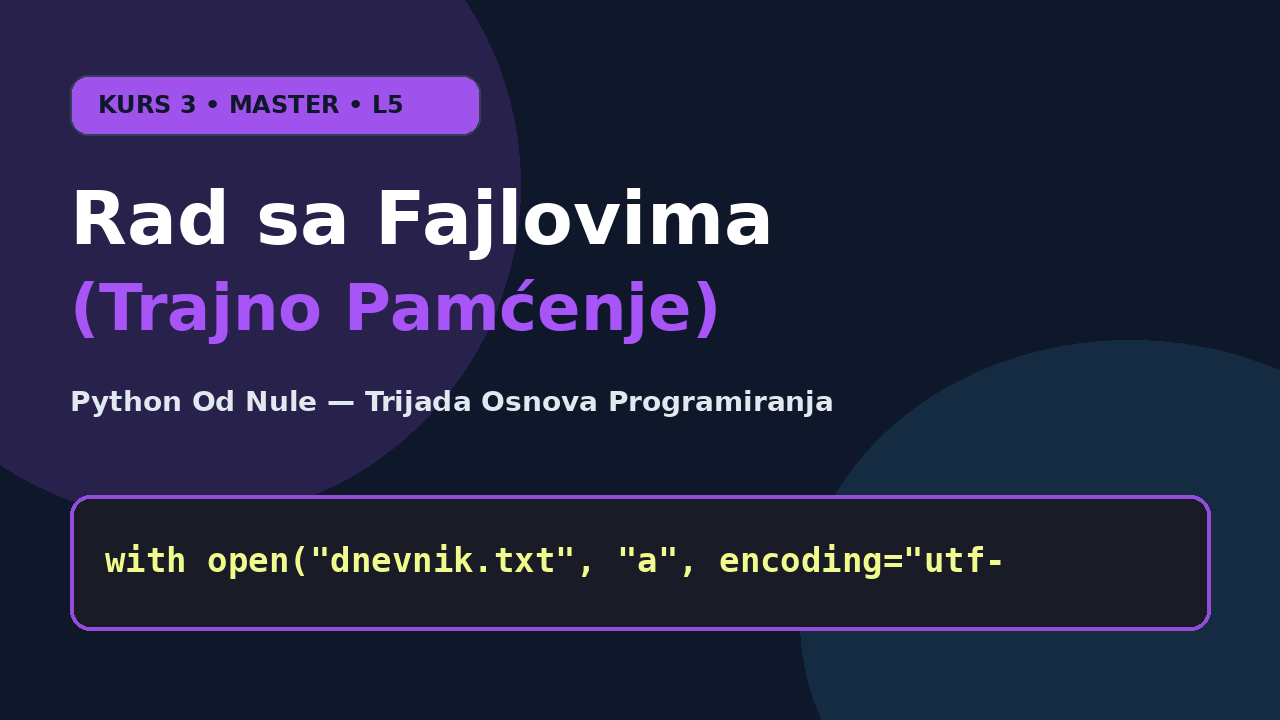 KURS 3 • MASTER • L5
Rad sa Fajlovima
(Trajno Pamćenje)
Python Od Nule — Trijada Osnova Programiranja
with open("dnevnik.txt", "a", encoding="utf-